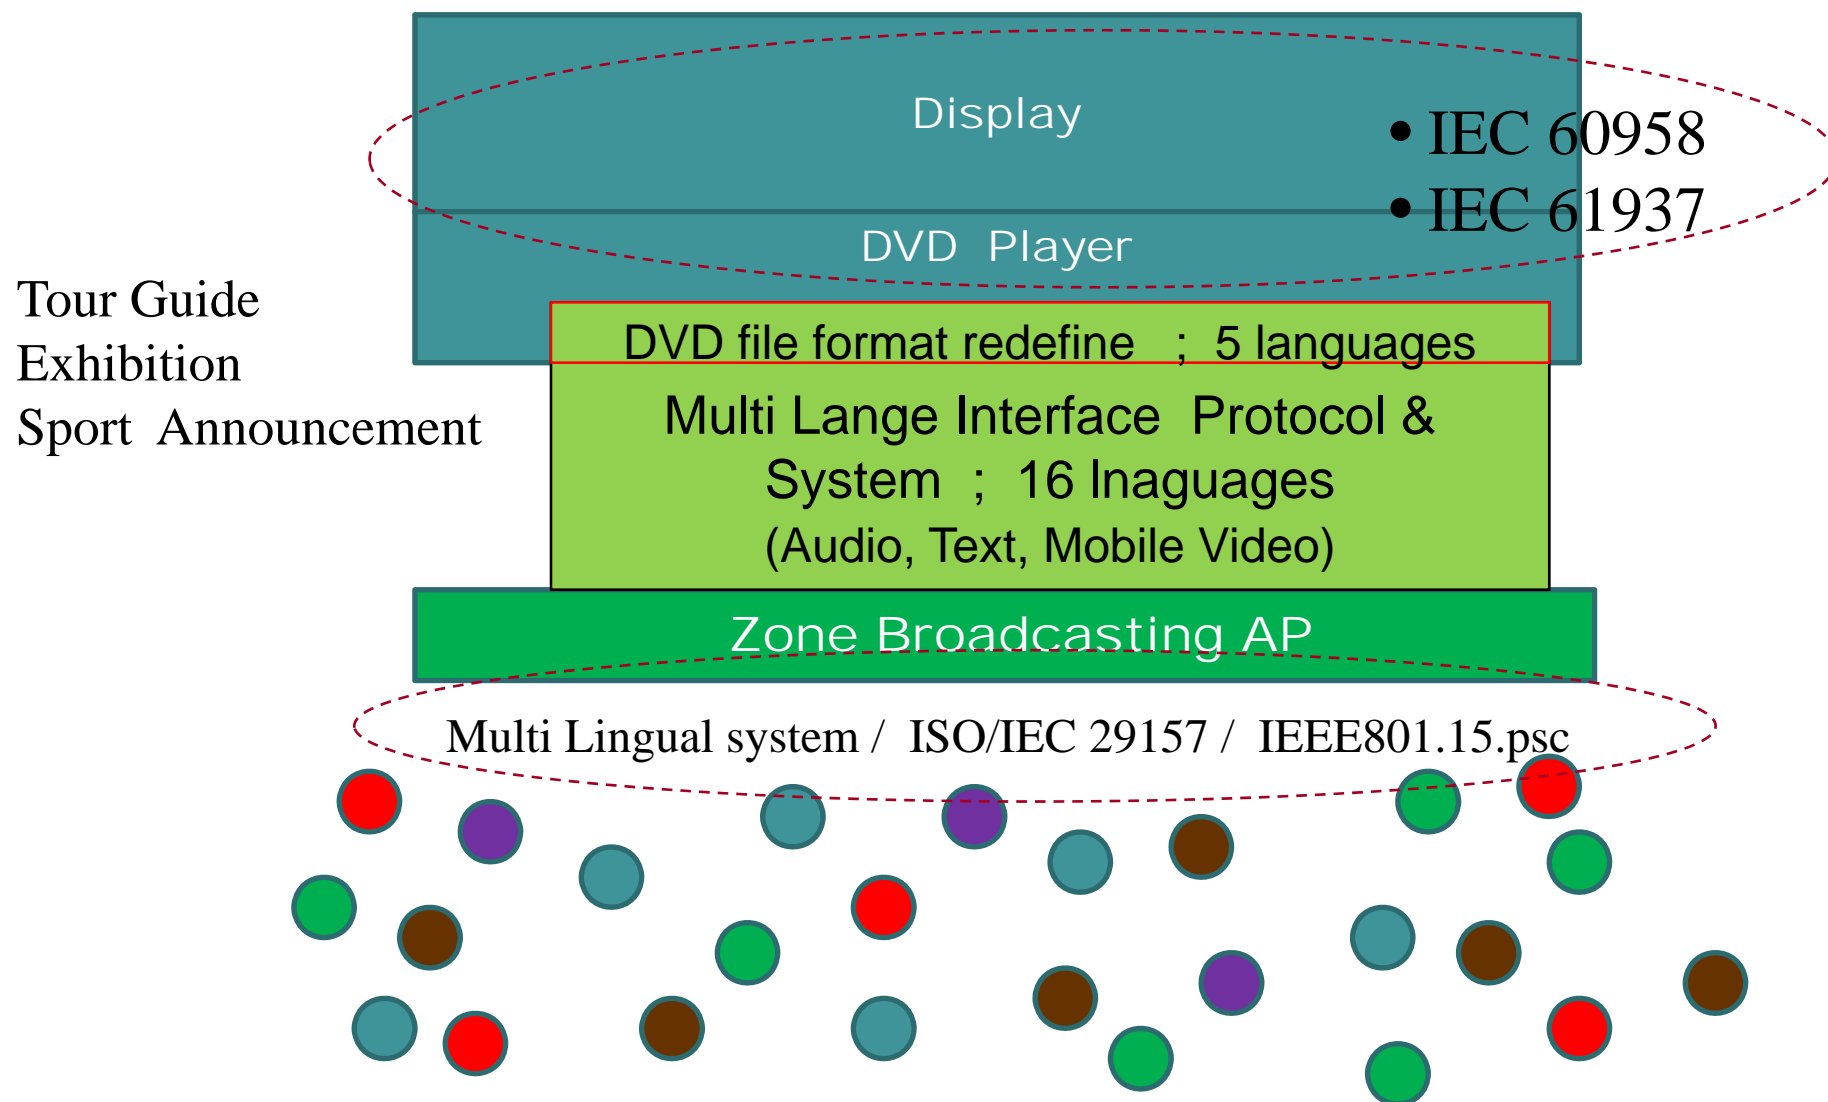 Display
• IEC 60958
• IEC 61937
DVD Player
Tour Guide
Exhibition
Sport Announcement
DVD file format redefine ; 5 languages
Multi Lange Interface Protocol &
System ; 16 lnaguages
(Audio, Text, Mobile Video)
Zone Broadcasting AP
Multi Lingual system / ISO/IEC 29157 / IEEE801.15.psc